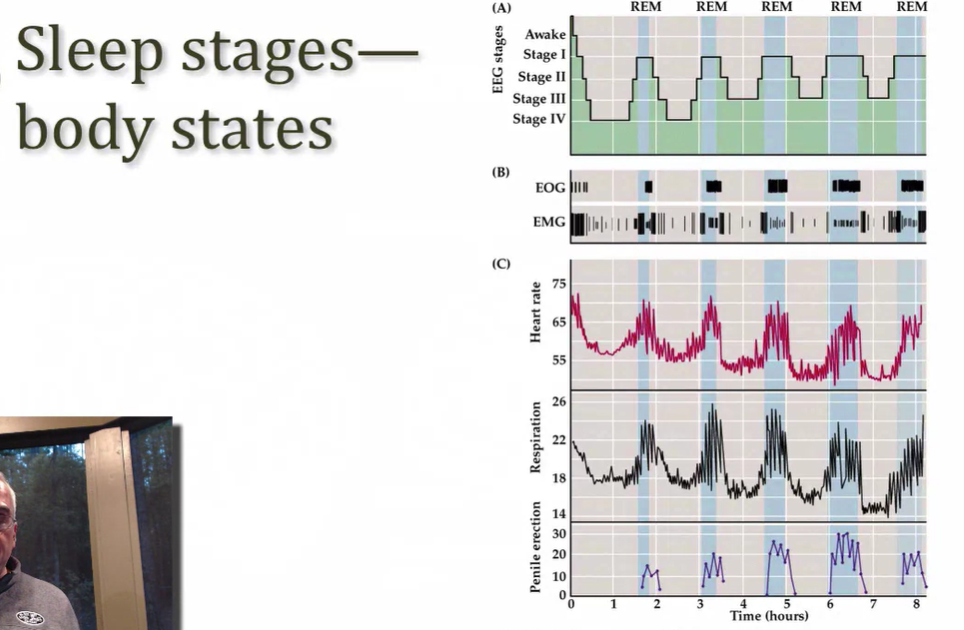 Sleep stages—
body states
(A)
REM REM REM REM REM
EEG stages
Awake
Stage I
Stage II
Stage III
Stage IV
(B)
EOG
EMG
(C)
Heart rate
75
65
55
Respiration
26
22
18
14
Penile erection
30
20
10
0
0 1 2 3 4 5 6 7 8
Time (hours)